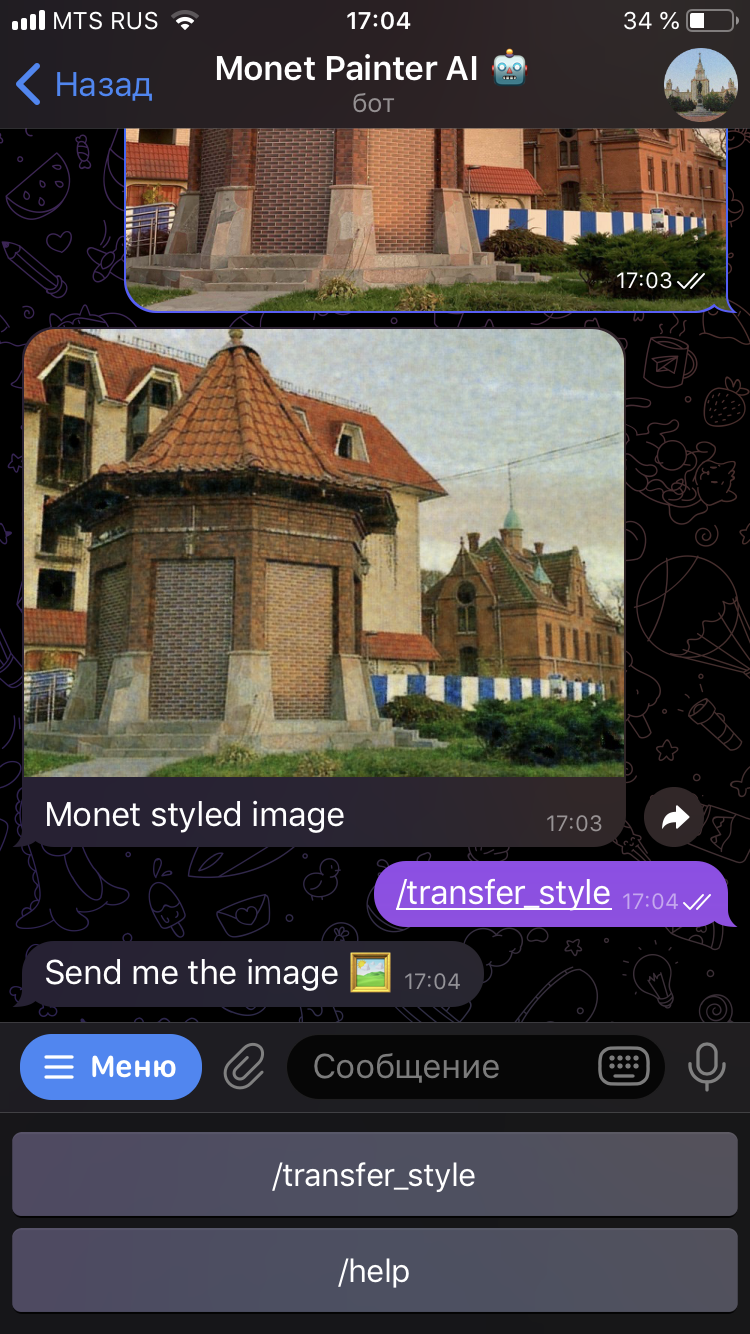 MTS RUS 17:04 34 %
Назад Monet Painter AI 🤖
бот
17:03
Monet styled image 17:03
/transfer_style 17:04
Send me the image 🖼️ 17:04
Меню Сообщение
/transfer_style
/help